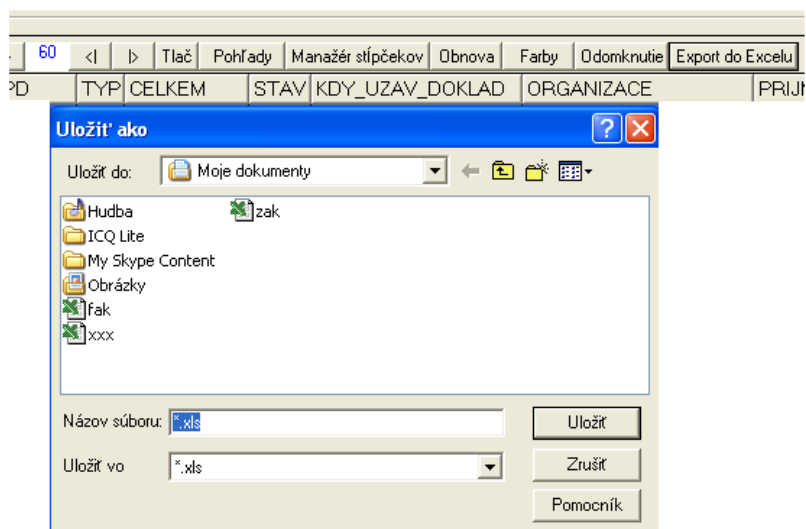 60 <| |> Tlač Pohľady Manažér stĺpčekov Obnova Farby Odomknutie Export do Excelu
PD TYP CELKEM STAV KDY_UZAV_DOKLAD ORGANIZACE
Uložiť ako
Uložiť do: Moje dokumenty
Hudba zak
ICQ Lite
My Skype Content
Obrázky
fak
xxx
Názov súboru: *.xls Uložiť
Uložiť vo *.xls Zrušiť
Pomocník